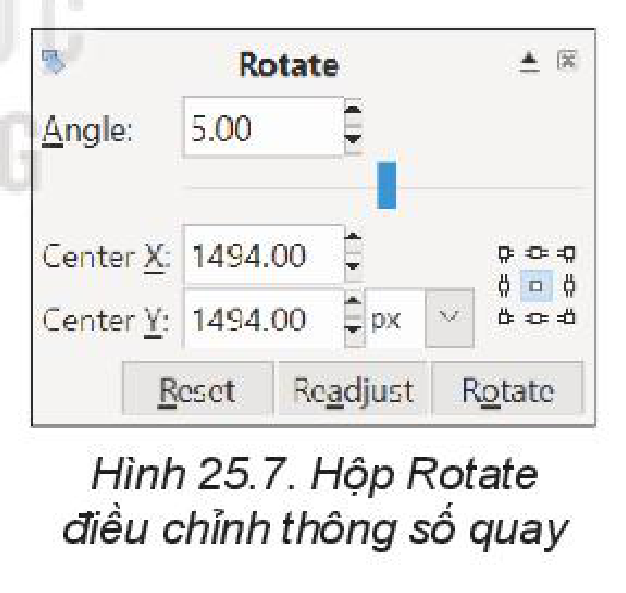 Rotate
Angle: 5.00
Center X: 1494.00
Center Y: 1494.00 px
Reset Readjust Rotate
Hình 25.7. Hộp Rotate
điều chỉnh thông số quay